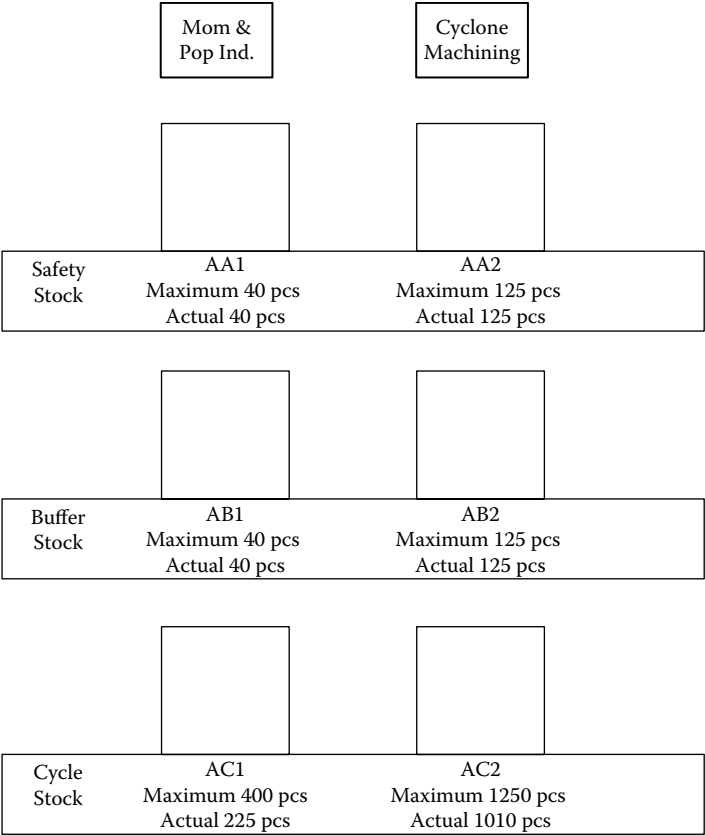 Mom &
Pop Ind.
Cyclone
Machining
Safety
Stock
AA1
Maximum 40 pcs
Actual 40 pcs
AA2
Maximum 125 pcs
Actual 125 pcs
Buffer
Stock
AB1
Maximum 40 pcs
Actual 40 pcs
AB2
Maximum 125 pcs
Actual 125 pcs
Cycle
Stock
AC1
Maximum 400 pcs
Actual 225 pcs
AC2
Maximum 1250 pcs
Actual 1010 pcs